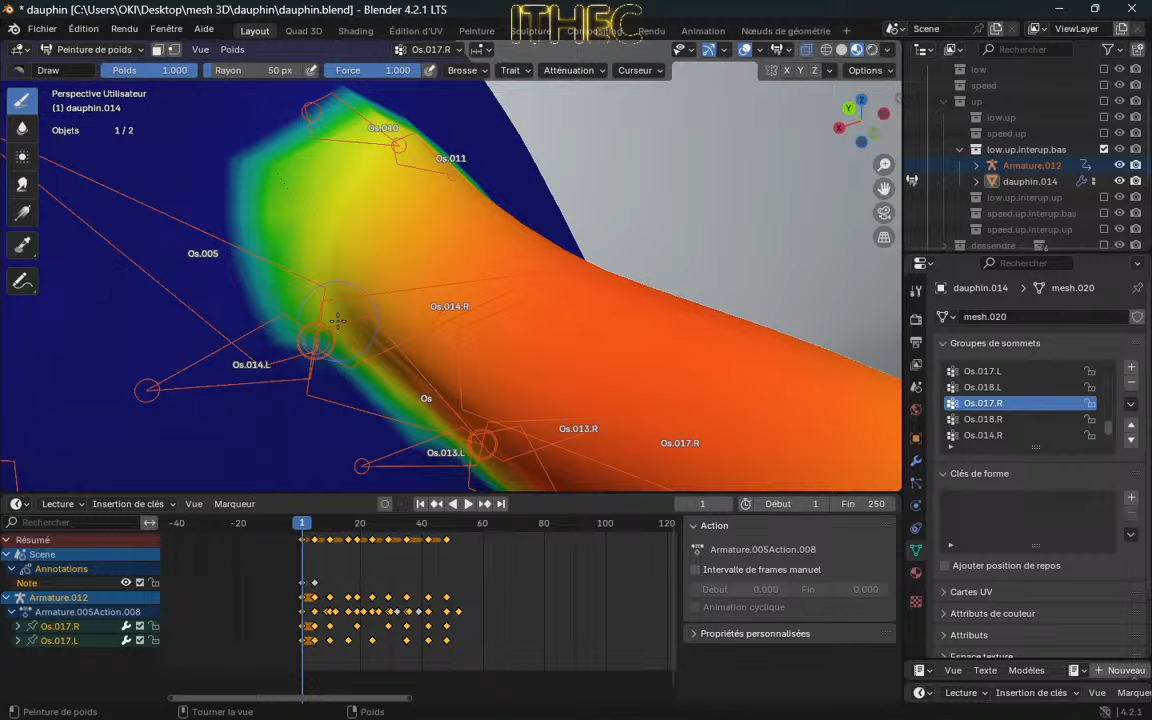 * dauphin [C:\Users\OKI\Desktop\mesh 3D\dauphin\dauphin.blend] - Blender 4.2.1 LTS
ITHEC
Fichier Édition Rendu Fenêtre Aide Layout Quad 3D Shading Édition UV Peinture Rendu Animation Nœuds de géométrie
Scene ViewLayer
Peinture de poids Vue Poids Os.017.R
Rechercher
Draw Poids 1.000 Rayon 50 px Force 1.000 Brosse Trait Atténuation Curseur X Y Z Options
Perspective Utilisateur
(1) dauphin.014
Objets 1 / 2
Z
Y
X
Os.010
Os.011
Os.005
Os.014.R
Os.014.L
Os
Os.013.R
Os.013.L
Os.017.R
low
speed
up
low.up
speed.up
low.up.interup.bas
Armature.012
dauphin.014
low.up.interup.up
speed.up.interup.bas
speed.up.interup.up
dessendre
Rechercher
dauphin.014 mesh.020
mesh.020
Groupes de sommets
Os.017.L
Os.018.L
Os.017.R
Os.018.R
Os.014.R
Clés de forme
Ajouter position de repos
Cartes UV
Attributs de couleur
Attributs
Espace texture
Vue Texte Modèles Nouveau
Lecture Insertion de clés Vue Marqueur
4.2.1
Lecture Insertion de clés Vue Marqueur 1 Début 1 Fin 250
Rechercher -40 -20 1 20 40 60 80 100 120
Résumé
Scene
Annotations
Note
Armature.012
Armature.005Action.008
Os.017.R
Os.017.L
Action
Armature.005Action.008
Intervalle de frames manuel
Début 0.000 Fin 0.000
Animation cyclique
Propriétés personnalisées
Peinture de poids Tourner la vue Poids